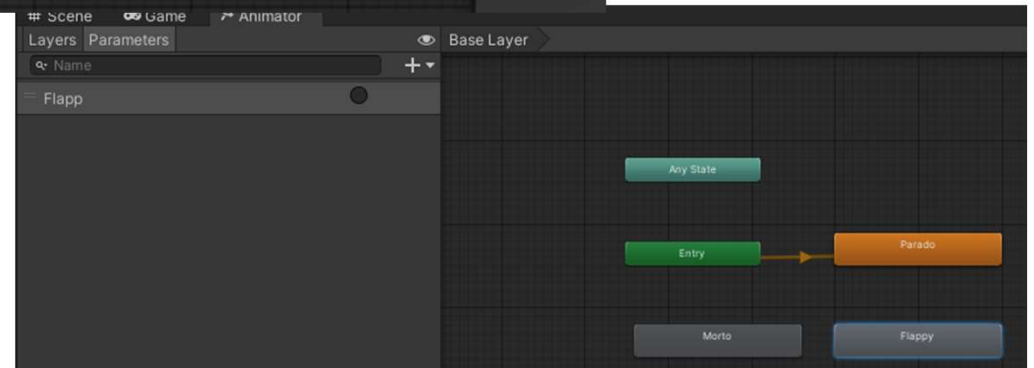 Scene Game Animator
Layers Parameters Base Layer
Name
Flapp
Any State
Entry
Parado
Morto
Flappy